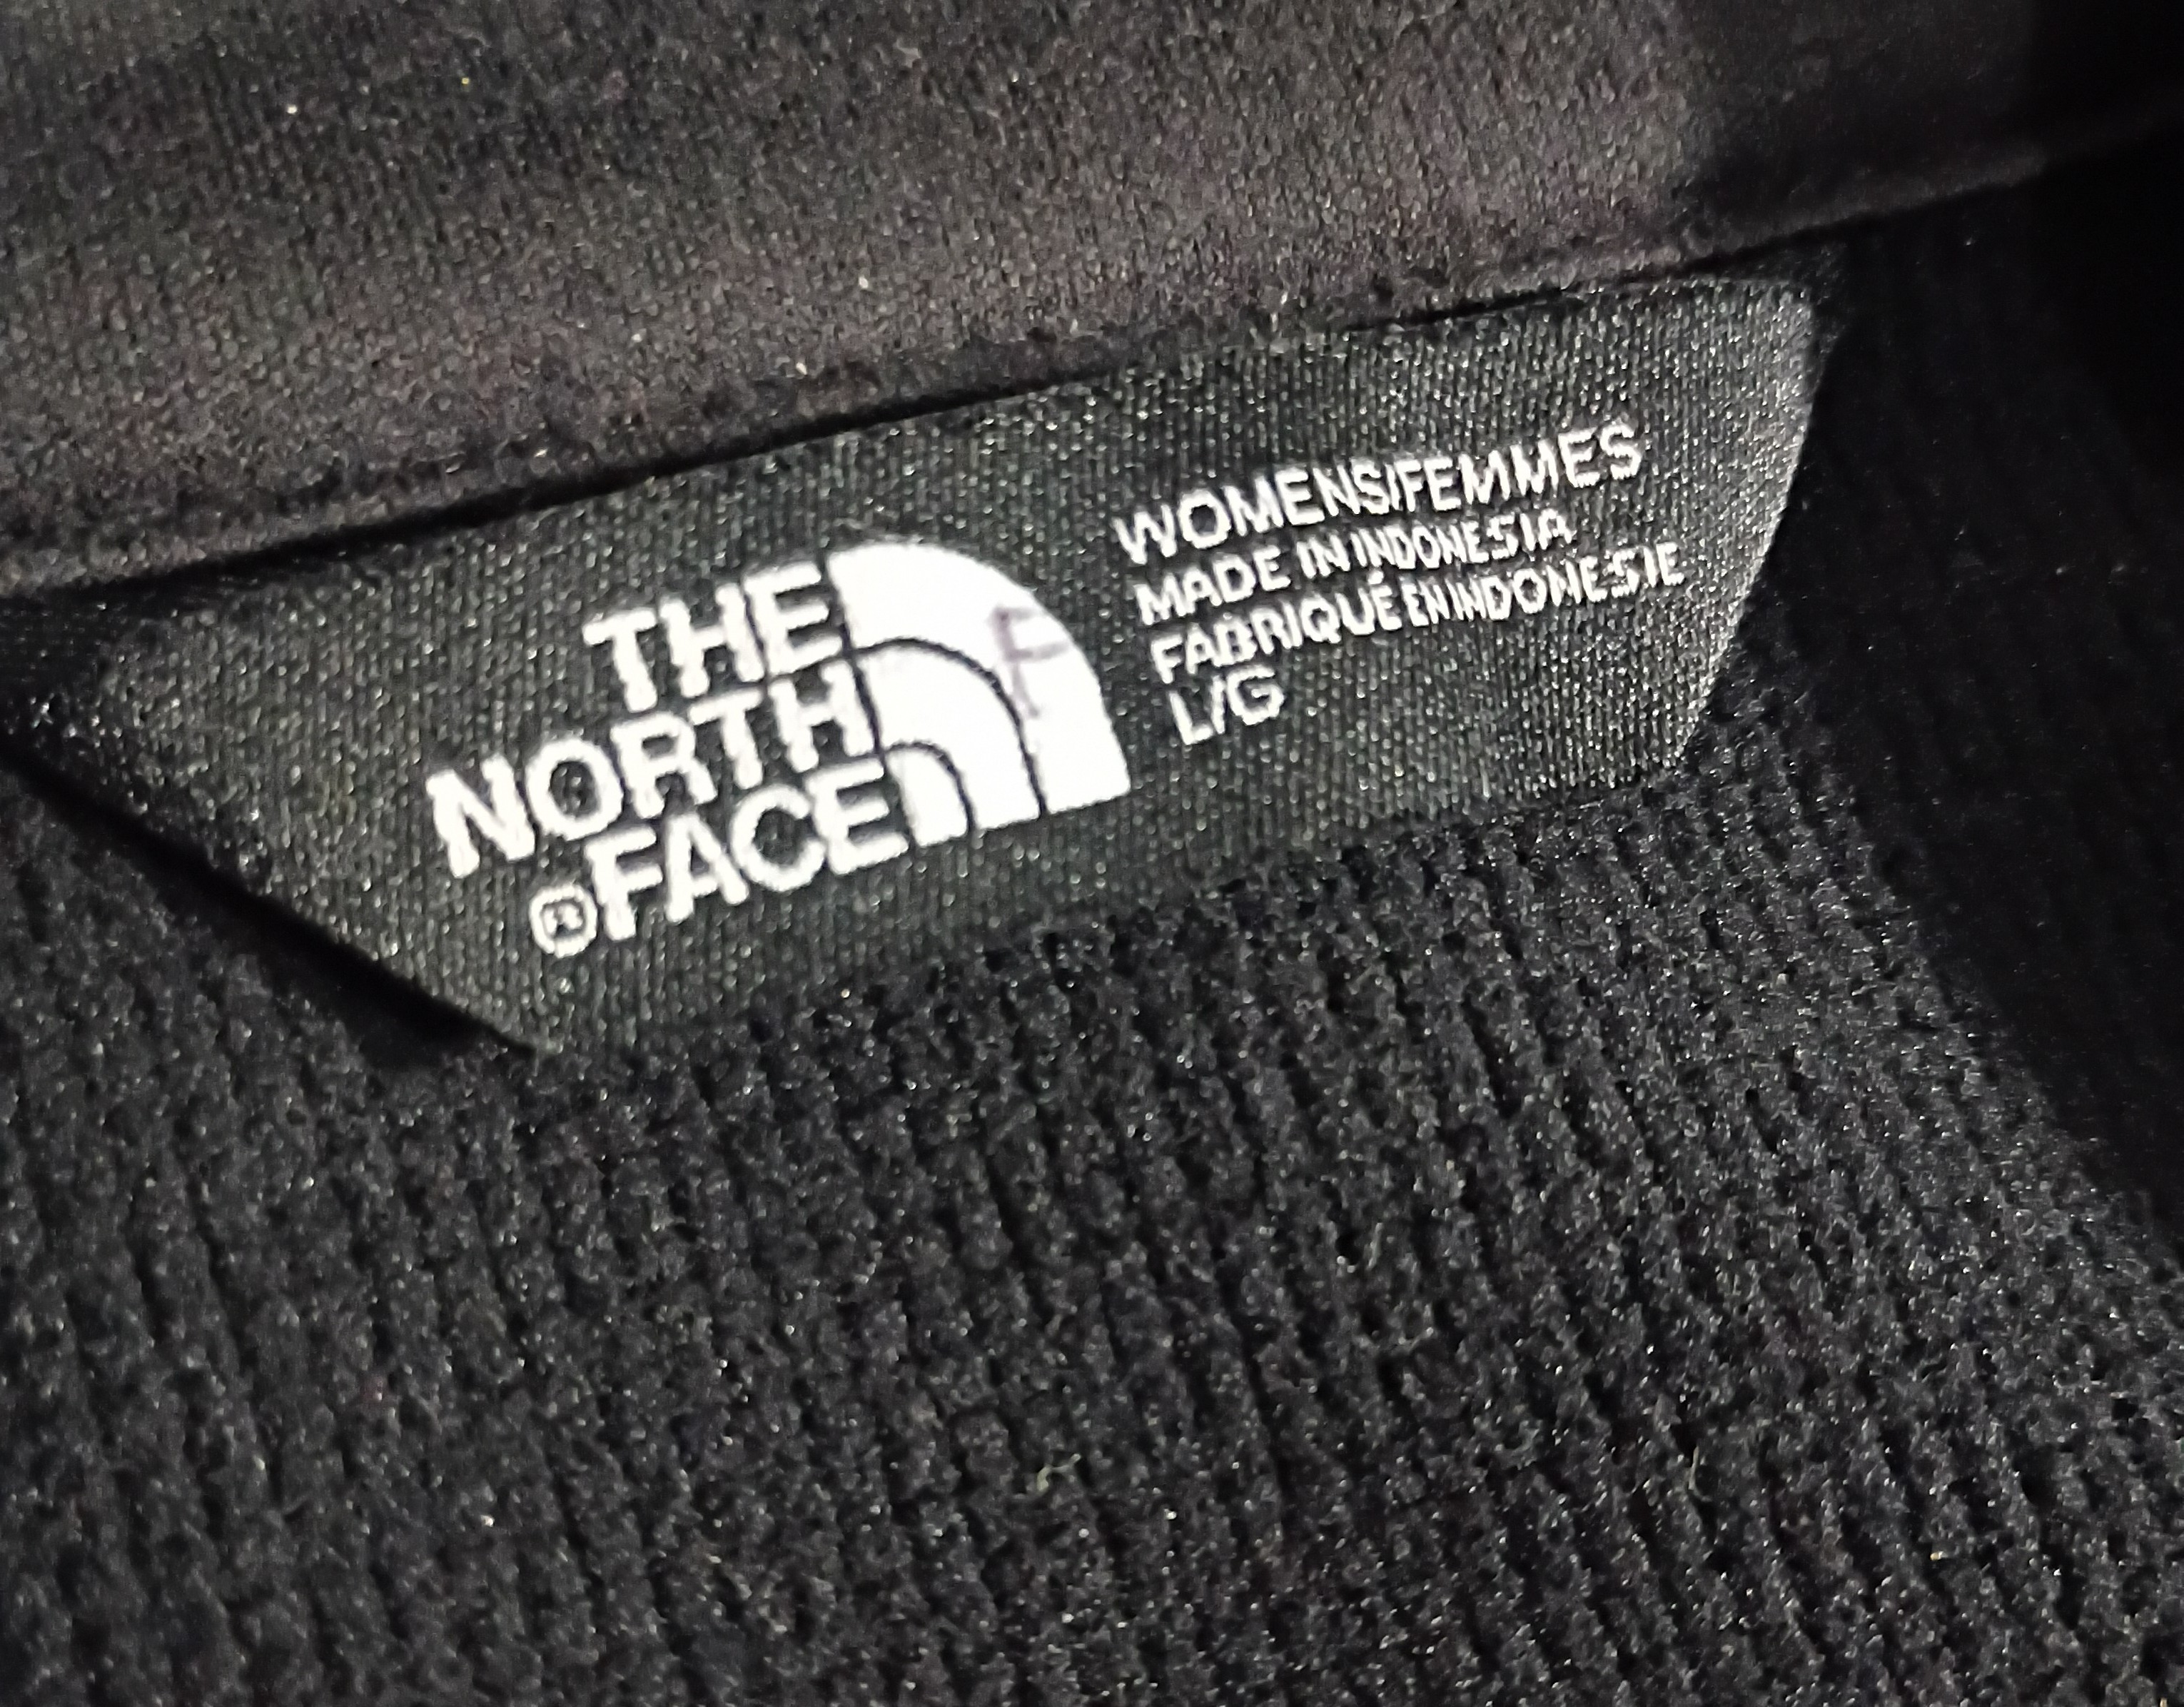 THE
NORTH
FACE
®
F
WOMENS/FEMMES
MADE IN INDONESIA
FABRIQUÉ EN INDONESIE
L/G